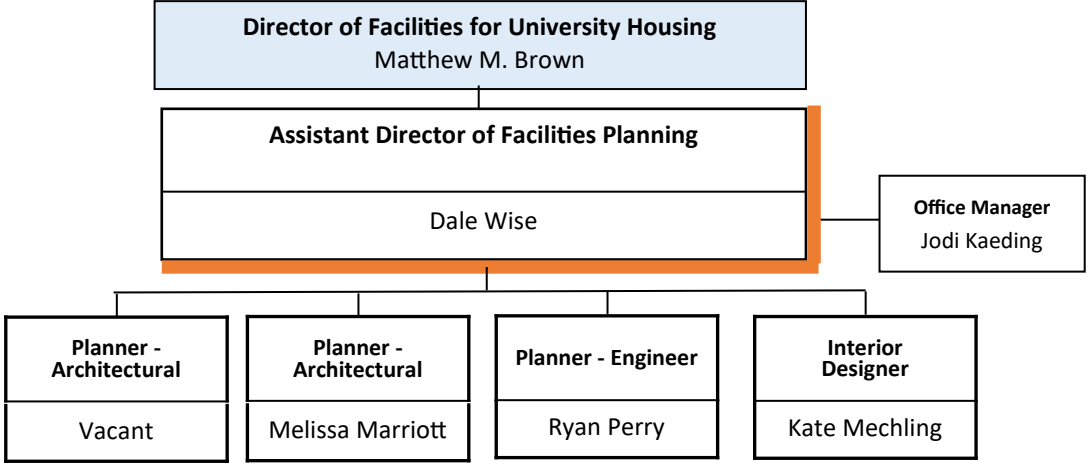 Director of Facilities for University Housing
Matthew M. Brown
Assistant Director of Facilities Planning
Dale Wise
Office Manager
Jodi Kaeding
Planner -
Architectural
Vacant
Planner -
Architectural
Melissa Marriott
Planner - Engineer
Ryan Perry
Interior
Designer
Kate Mechling